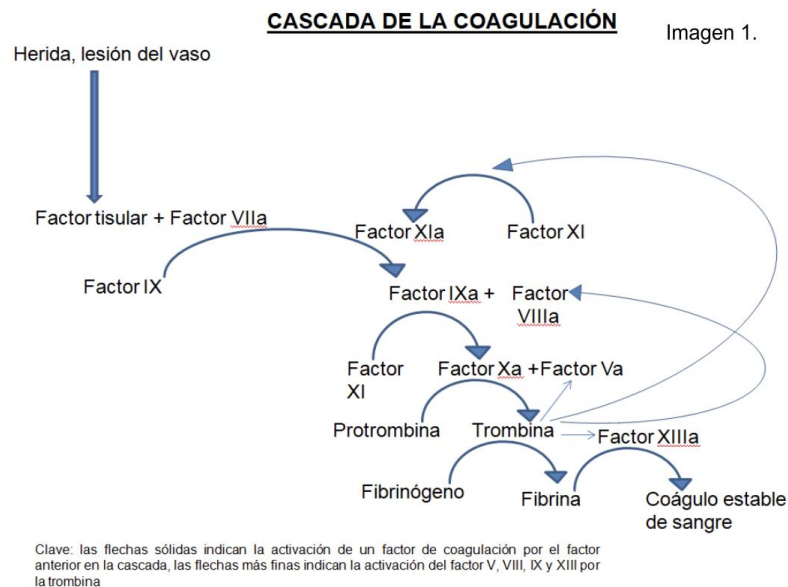 CASCADA DE LA COAGULACIÓN
Imagen 1.
Herida, lesión del vaso
Factor tisular + Factor VIIa
Factor XIa
Factor XI
Factor IX
Factor IXa +
Factor
VIIIa
Factor
XI
Factor Xa +Factor Va
Protrombina
Trombina
Factor XIIIa
Fibrinógeno
Fibrina
Coágulo estable
de sangre
Clave: las flechas sólidas indican la activación de un factor de coagulación por el factor
anterior en la cascada, las flechas más finas indican la activación del factor V, VIII, IX y XIII por
la trombina